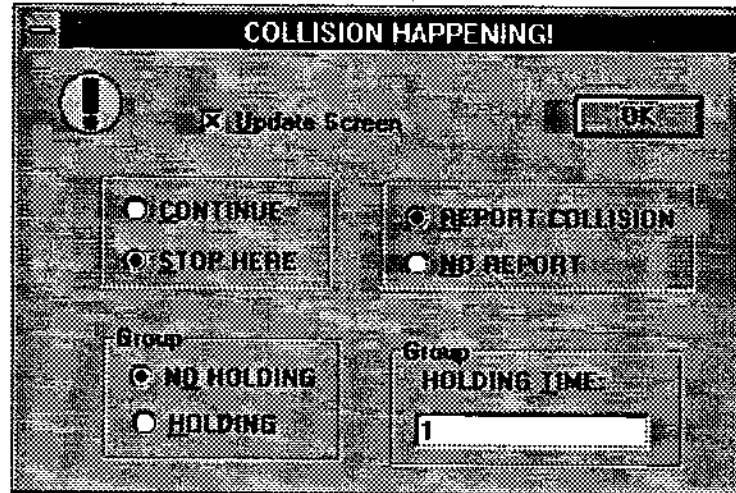 COLLISION HAPPENING!
Update Screen
OK
CONTINUE
STOP HERE
REPORT COLLISION
NO REPORT
Group
NO HOLDING
HOLDING
Group
HOLDING TIME:
1